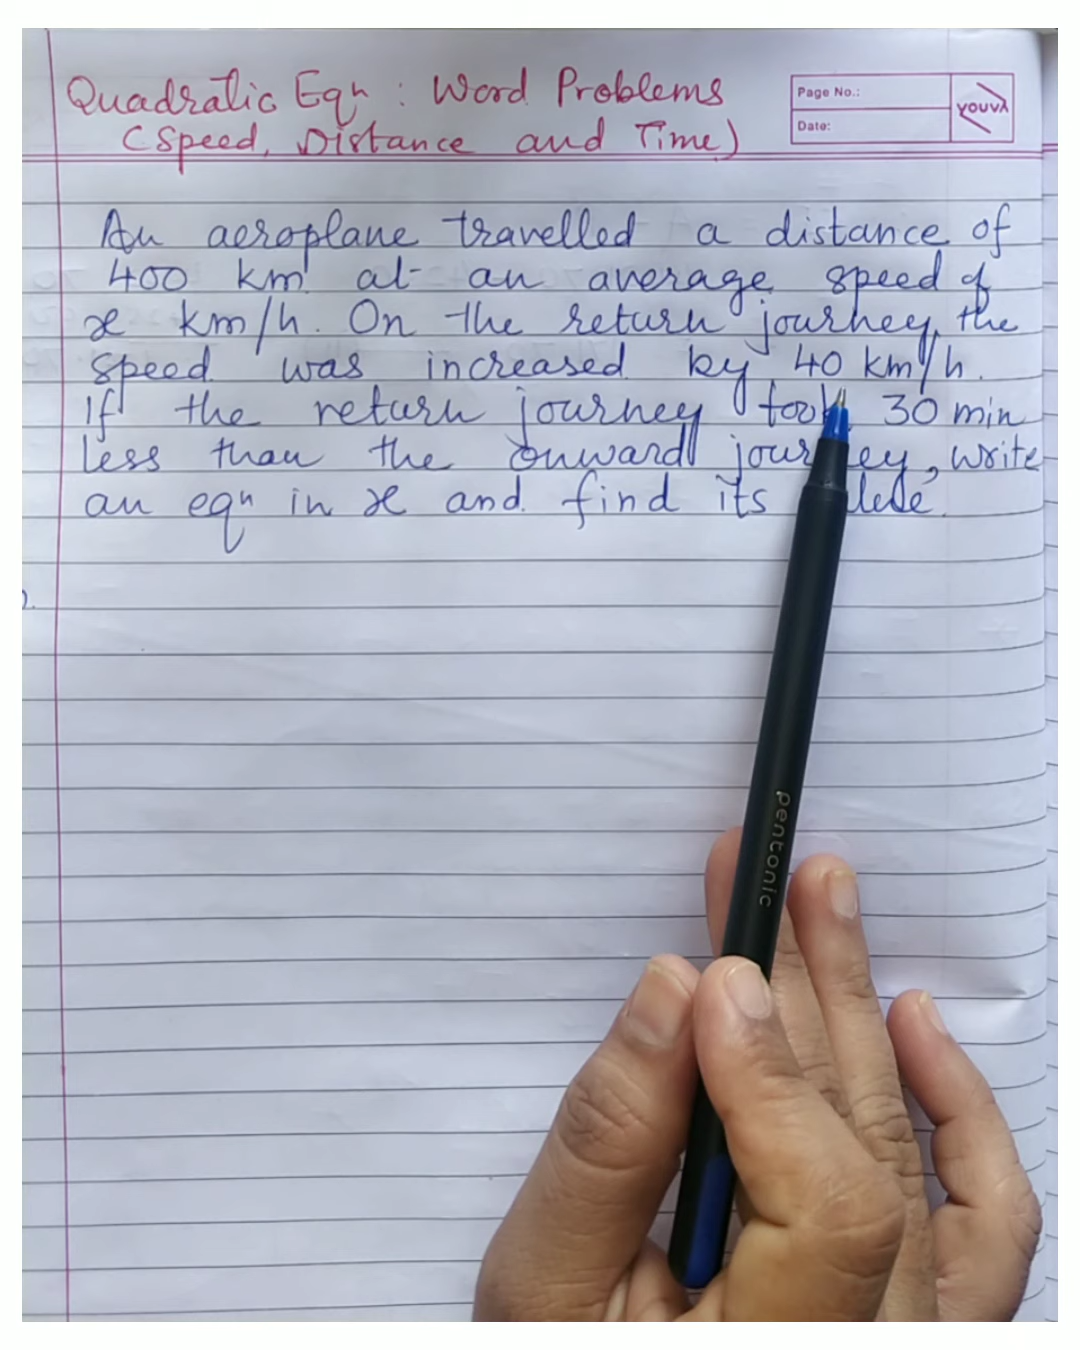 Quadratic Eqn : Word Problems
(Speed, Distance and Time)
Page No.:
Date:
YOUVA
An aeroplane travelled a distance of
400 km at an average speed of
x km/h. On the return journey, the
speed was increased by 40 km/h.
If the return journey took 30 min
less than the onward journey, write
an eqn in x and find its
pentonic